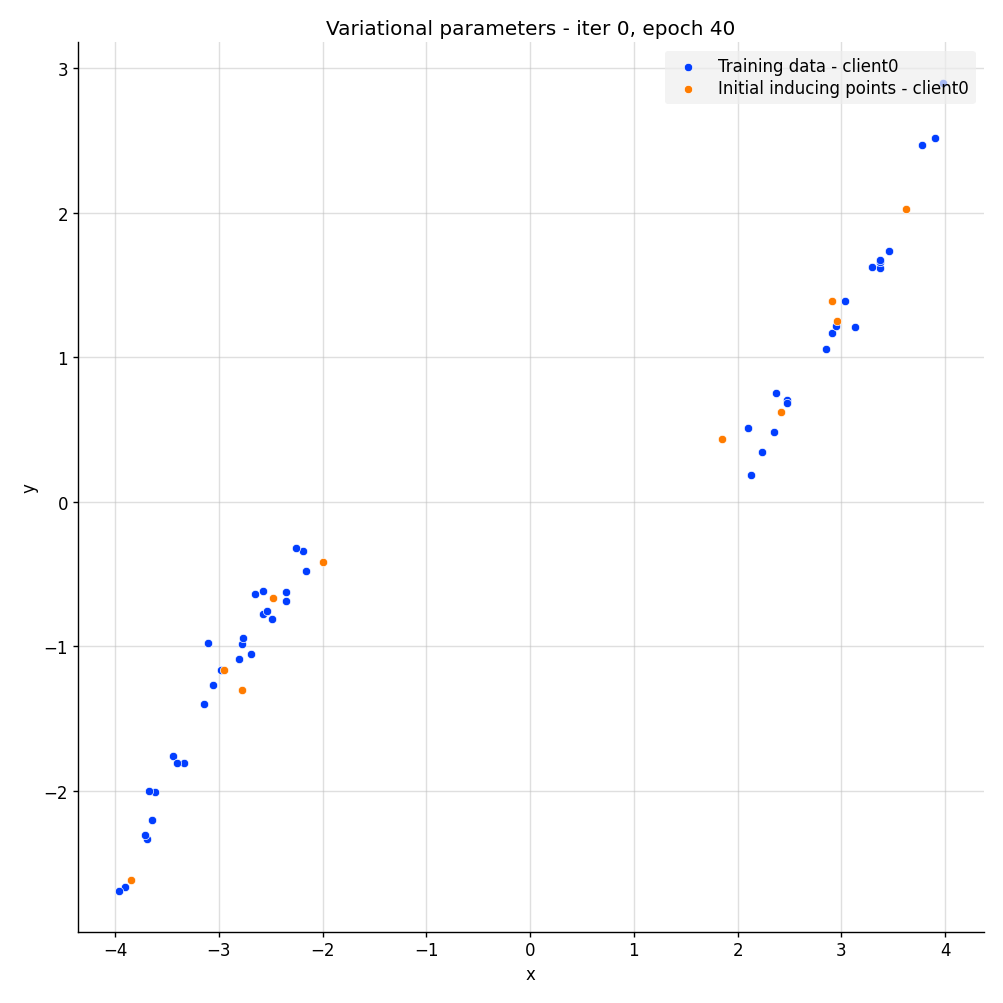 Variational parameters - iter 0, epoch 40
Training data - client0
Initial inducing points - client0
3
2
1
0
−1
−2
y
−4 −3 −2 −1 0 1 2 3 4
x